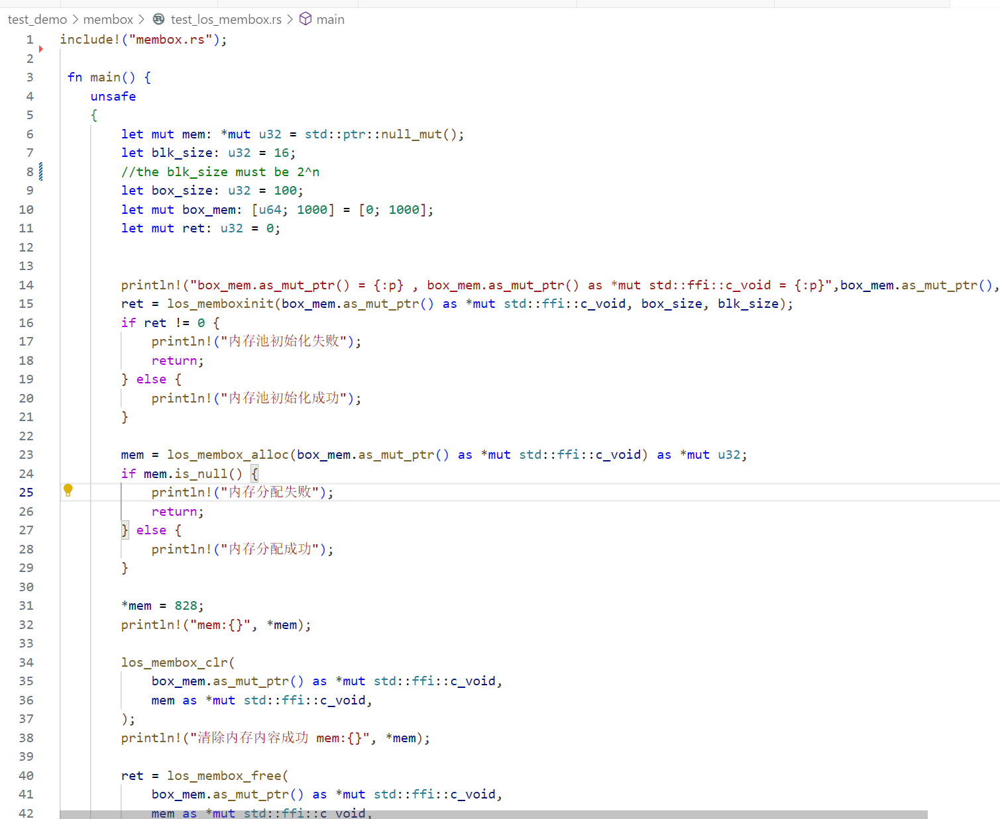 test_demo > membox > test_los_membox.rs > main
1 include!("membox.rs");
2
3 fn main() {
4 unsafe
5 {
6 let mut mem: *mut u32 = std::ptr::null_mut();
7 let blk_size: u32 = 16;
8 //the blk_size must be 2^n
9 let box_size: u32 = 100;
10 let mut box_mem: [u64; 1000] = [0; 1000];
11 let mut ret: u32 = 0;
12
13
14 println!("box_mem.as_mut_ptr() = {:p} , box_mem.as_mut_ptr() as *mut std::ffi::c_void = {:p}",box_mem.as_mut_ptr(),
15 ret = los_memboxinit(box_mem.as_mut_ptr() as *mut std::ffi::c_void, box_size, blk_size);
16 if ret != 0 {
17 println!("内存池初始化失败");
18 return;
19 } else {
20 println!("内存池初始化成功");
21 }
22
23 mem = los_membox_alloc(box_mem.as_mut_ptr() as *mut std::ffi::c_void) as *mut u32;
24 if mem.is_null() {
25 println!("内存分配失败");
26 return;
27 } else {
28 println!("内存分配成功");
29 }
30
31 *mem = 828;
32 println!("mem:{}", *mem);
33
34 los_membox_clr(
35 box_mem.as_mut_ptr() as *mut std::ffi::c_void,
36 mem as *mut std::ffi::c_void,
37 );
38 println!("清除内存内容成功 mem:{}", *mem);
39
40 ret = los_membox_free(
41 box_mem.as_mut_ptr() as *mut std::ffi::c_void,
42 mem as *mut std::ffi::c_void,